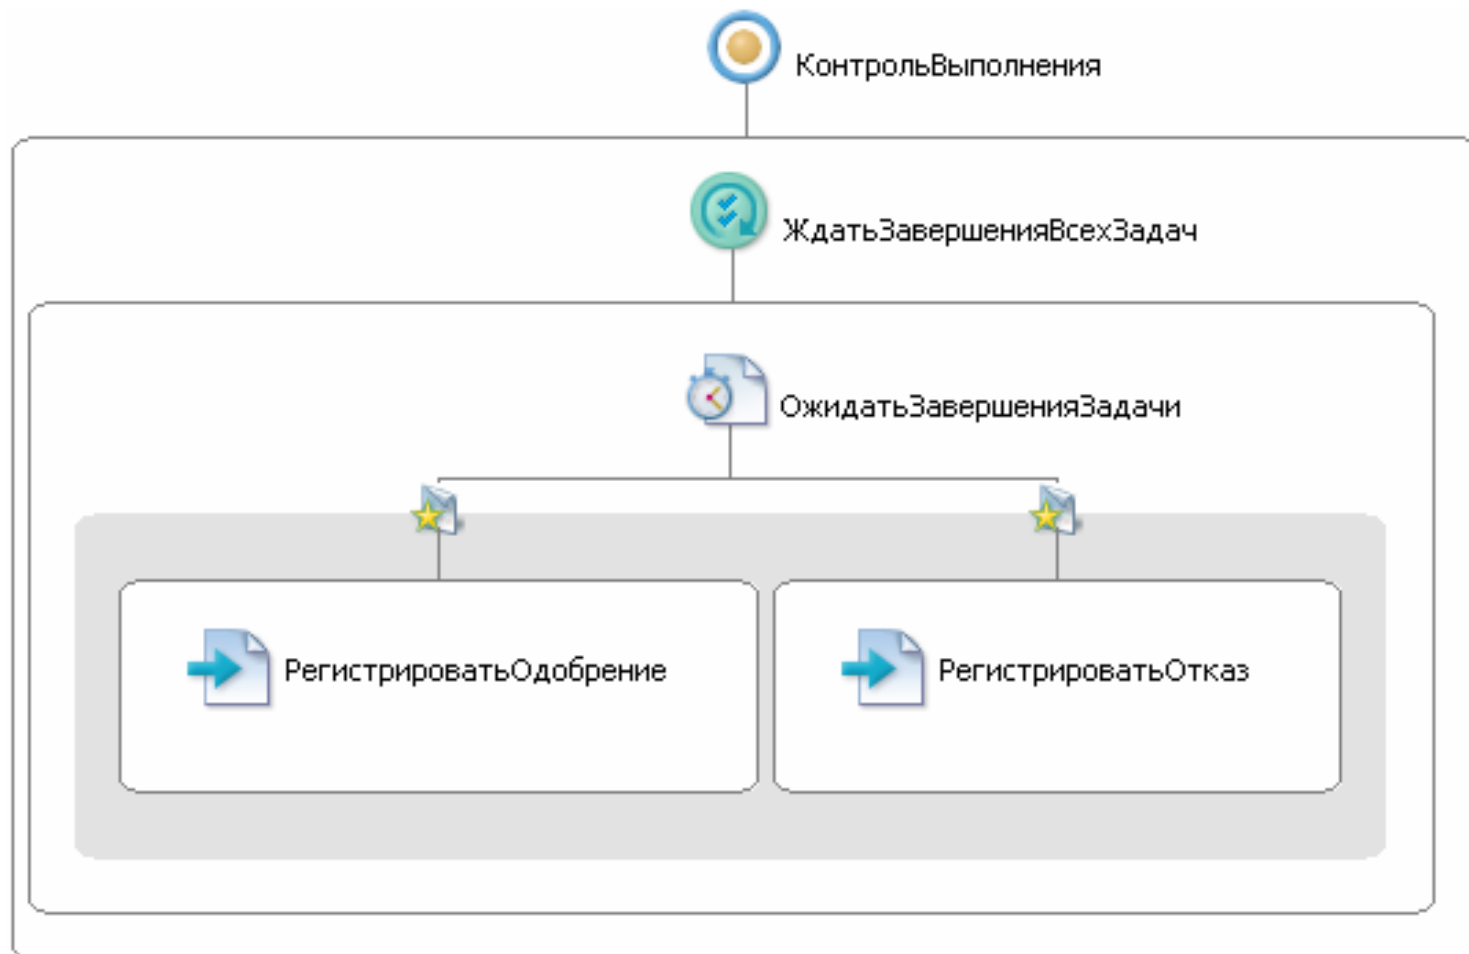 КонтрольВыполнения
ЖдатьЗавершенияВсехЗадач
ОжидатьЗавершенияЗадачи
РегистрироватьОдобрение
РегистрироватьОтказ